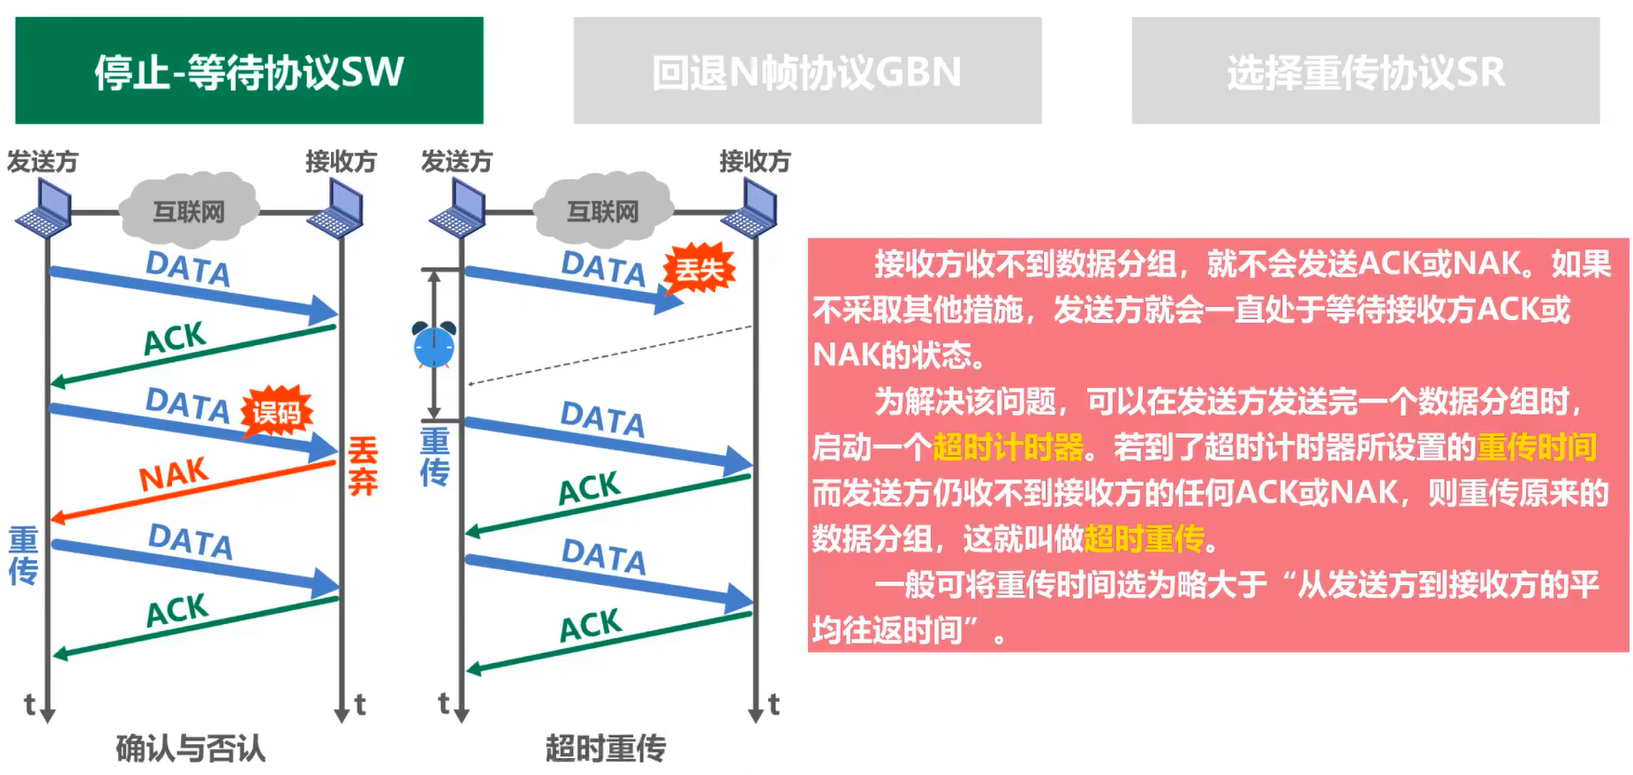 停止-等待协议SW
回退N帧协议GBN
选择重传协议SR
发送方
接收方
互联网
DATA
ACK
DATA
误码
丢弃
NAK
重传
DATA
ACK
t
t
确认与否认
发送方
接收方
互联网
DATA
丢失
重传
DATA
ACK
DATA
ACK
t
t
超时重传
接收方收不到数据分组，就不会发送ACK或NAK。如果
不采取其他措施，发送方就会一直处于等待接收方ACK或
NAK的状态。
为解决该问题，可以在发送方发送完一个数据分组时，
启动一个超时计时器。若到了超时计时器所设置的重传时间
而发送方仍收不到接收方的任何ACK或NAK，则重传原来的
数据分组，这就叫做超时重传。
一般可将重传时间选为略大于“从发送方到接收方的平
均往返时间”。